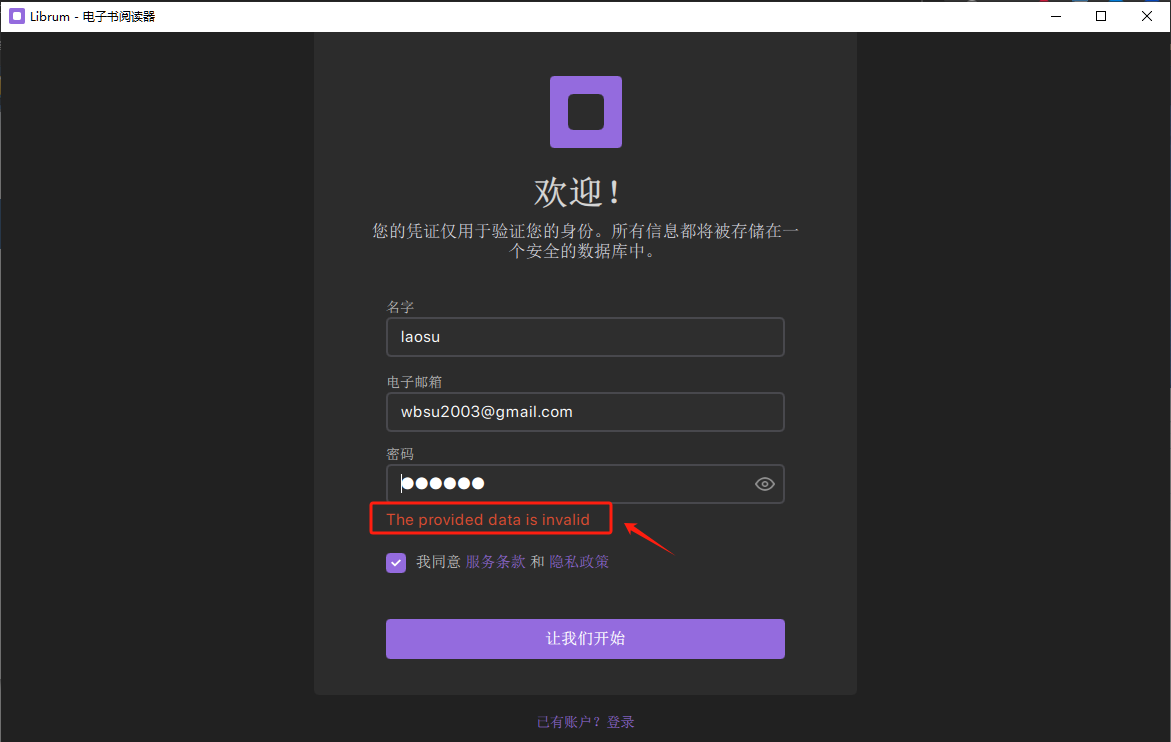 Librum - 电子书阅读器
欢迎！
您的凭证仅用于验证您的身份。所有信息都将被存储在一
个安全的数据库中。
名字
laosu
电子邮箱
wbsu2003@gmail.com
密码
●●●●●●
The provided data is invalid
我同意 服务条款 和 隐私政策
让我们开始
已有账户？登录